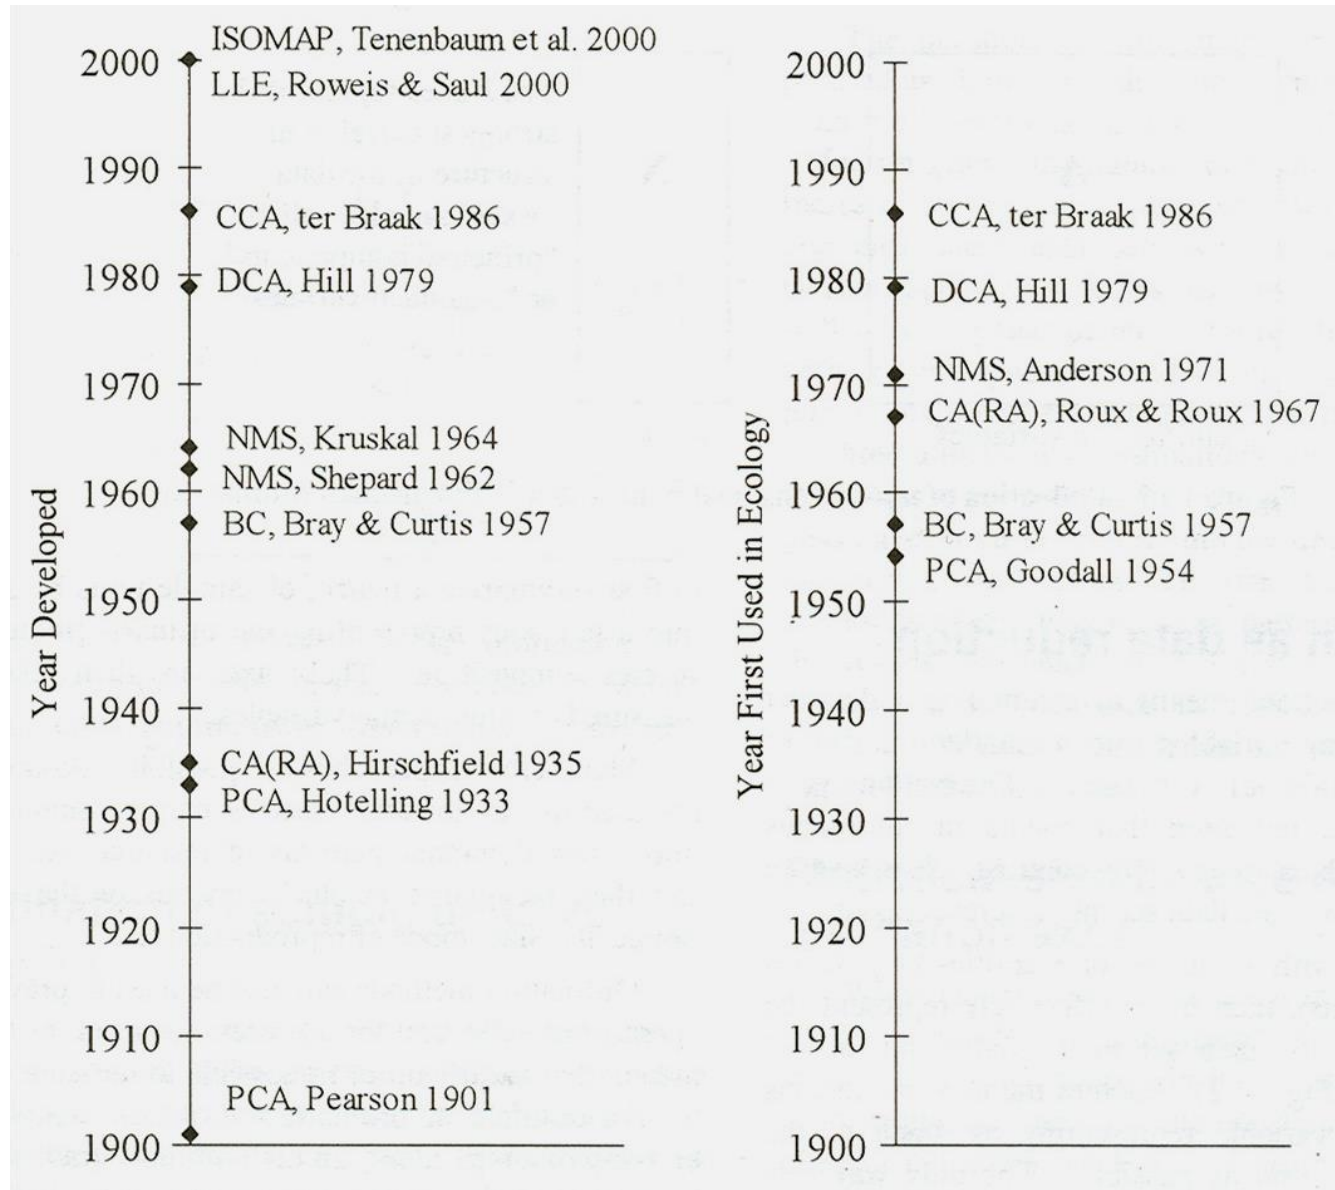 Year Developed
2000
1990
1980
1970
1960
1950
1940
1930
1920
1910
1900
ISOMAP, Tenenbaum et al. 2000
LLE, Roweis & Saul 2000
CCA, ter Braak 1986
DCA, Hill 1979
NMS, Kruskal 1964
NMS, Shepard 1962
BC, Bray & Curtis 1957
CA(RA), Hirschfield 1935
PCA, Hotelling 1933
PCA, Pearson 1901
Year First Used in Ecology
2000
1990
1980
1970
1960
1950
1940
1930
1920
1910
1900
CCA, ter Braak 1986
DCA, Hill 1979
NMS, Anderson 1971
CA(RA), Roux & Roux 1967
BC, Bray & Curtis 1957
PCA, Goodall 1954